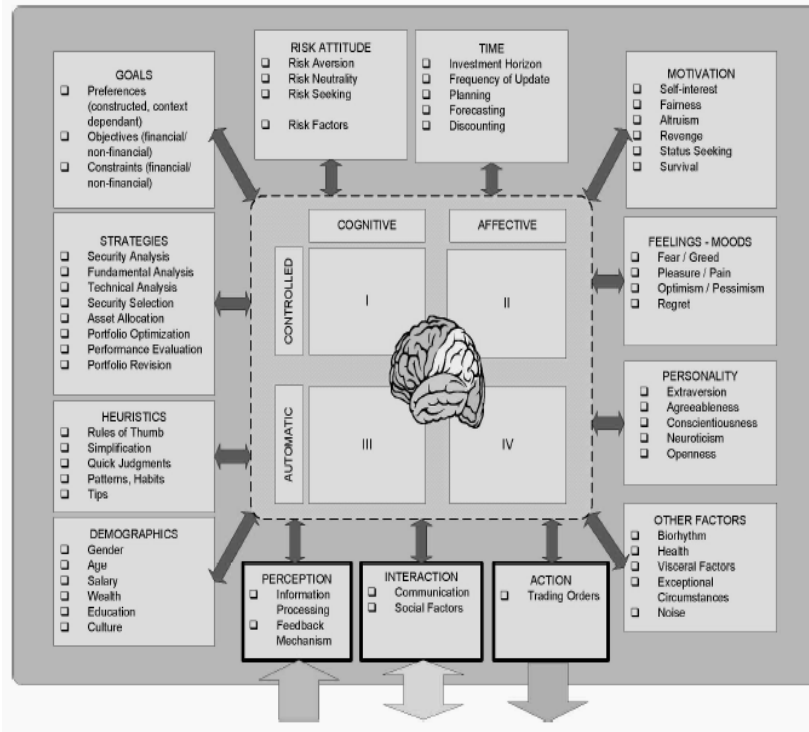 GOALS
Preferences
(constructed, context
dependant)
Objectives (financial/
non-financial)
Constraints (financial/
non-financial)
RISK ATTITUDE
Risk Aversion
Risk Neutrality
Risk Seeking
Risk Factors
TIME
Investment Horizon
Frequency of Update
Planning
Forecasting
Discounting
MOTIVATION
Self-interest
Fairness
Altruism
Revenge
Status Seeking
Survival
STRATEGIES
Security Analysis
Fundamental Analysis
Technical Analysis
Security Selection
Asset Allocation
Portfolio Optimization
Performance Evaluation
Portfolio Revision
COGNITIVE
AFFECTIVE
CONTROLLED
I
II
AUTOMATIC
III
IV
FEELINGS - MOODS
Fear / Greed
Pleasure / Pain
Optimism / Pessimism
Regret
HEURISTICS
Rules of Thumb
Simplification
Quick Judgments
Patterns, Habits
Tips
PERSONALITY
Extraversion
Agreeableness
Conscientiousness
Neuroticism
Openness
DEMOGRAPHICS
Gender
Age
Salary
Wealth
Education
Culture
PERCEPTION
Information
Processing
Feedback
Mechanism
INTERACTION
Communication
Social Factors
ACTION
Trading Orders
OTHER FACTORS
Biorhythm
Health
Visceral Factors
Exceptional
Circumstances
Noise